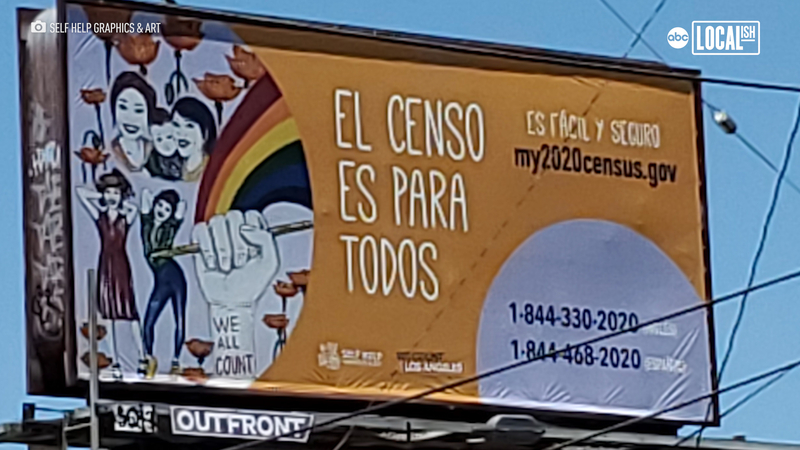 SELF HELP GRAPHICS & ART
abc LOCALISH
EL CENSO
ES PARA
TODOS
ES FÁCIL Y SEGURO
my2020census.gov
1-844-330-2020
1-844-468-2020 (ESPAÑOL)
WE
ALL
COUNT!
SELF HELP
LOS ANGELES
OUTFRONT